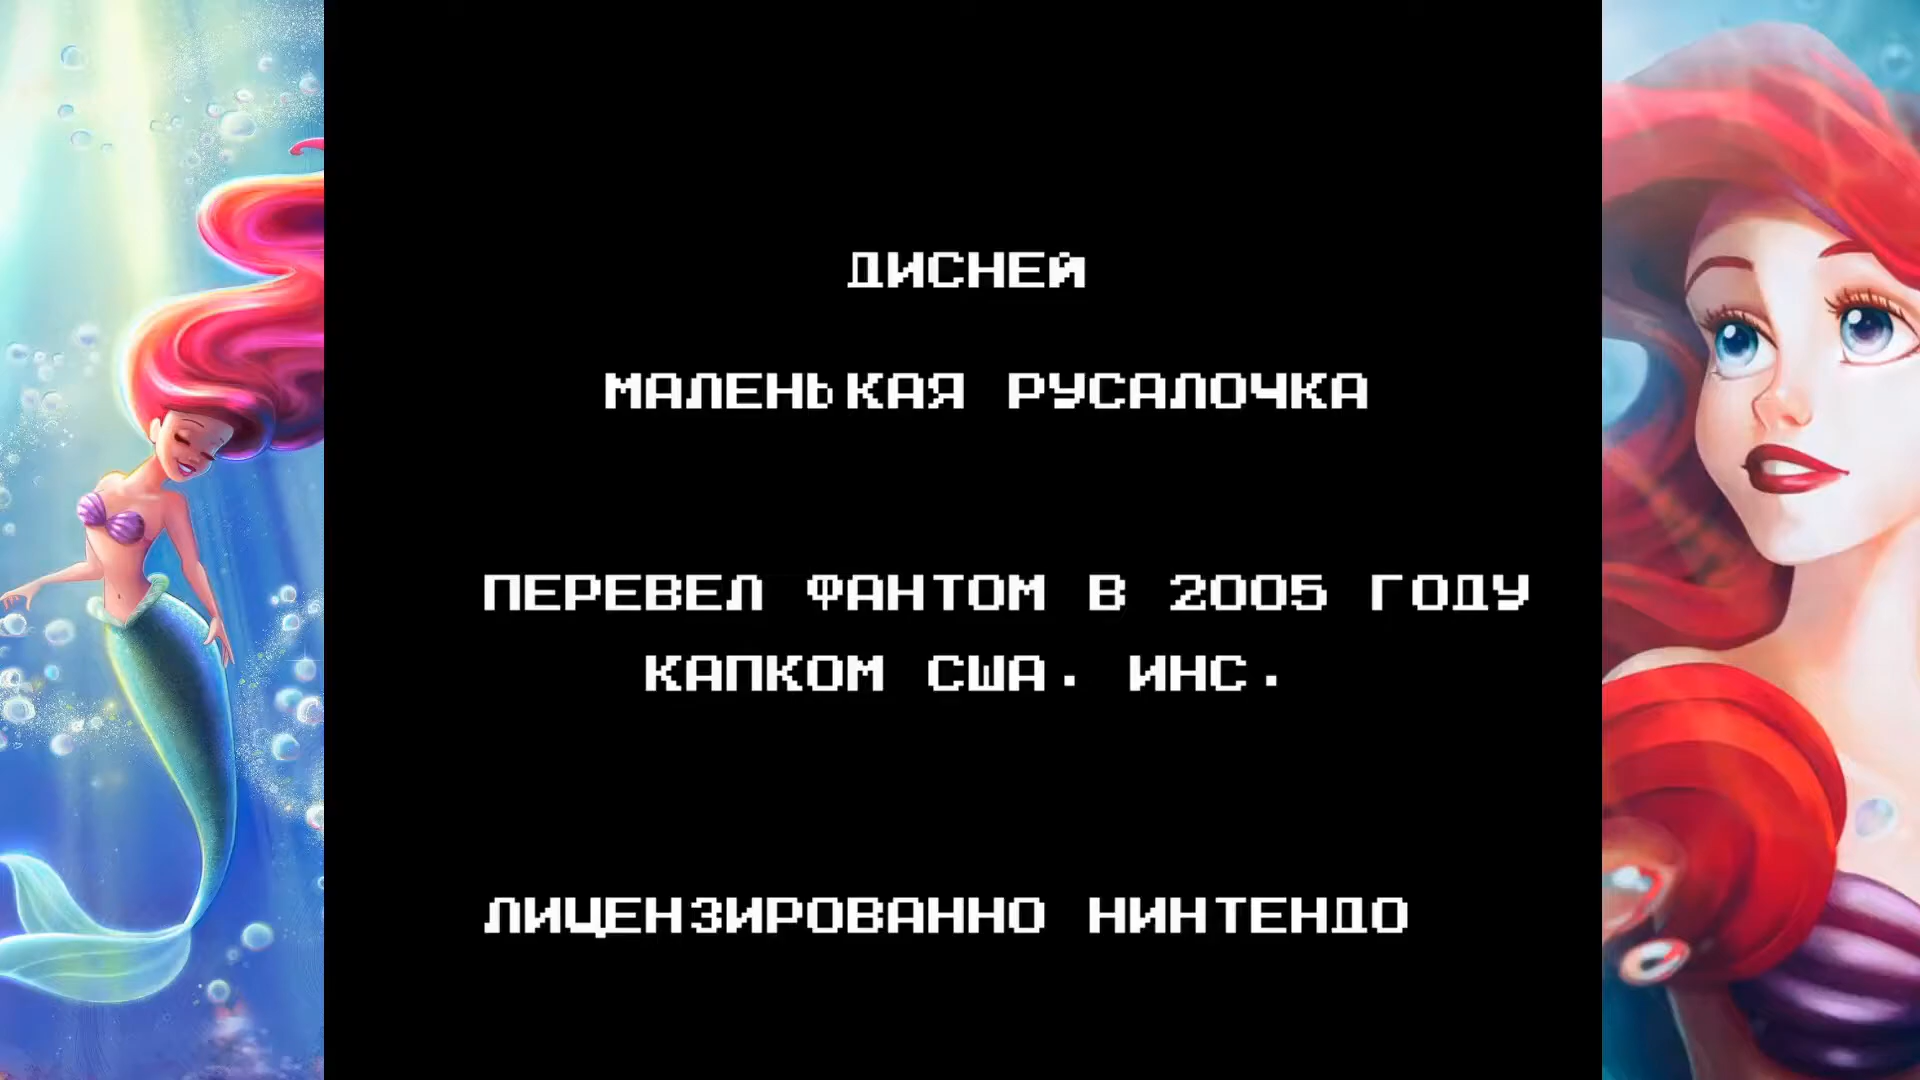 ДИСНЕЙ
МАЛЕНЬКАЯ РУСАЛОЧКА
ПЕРЕВЕЛ ФАНТОМ В 2005 ГОДУ
КАПКОМ США. ИНС.
ЛИЦЕНЗИРОВАННО НИНТЕНДО